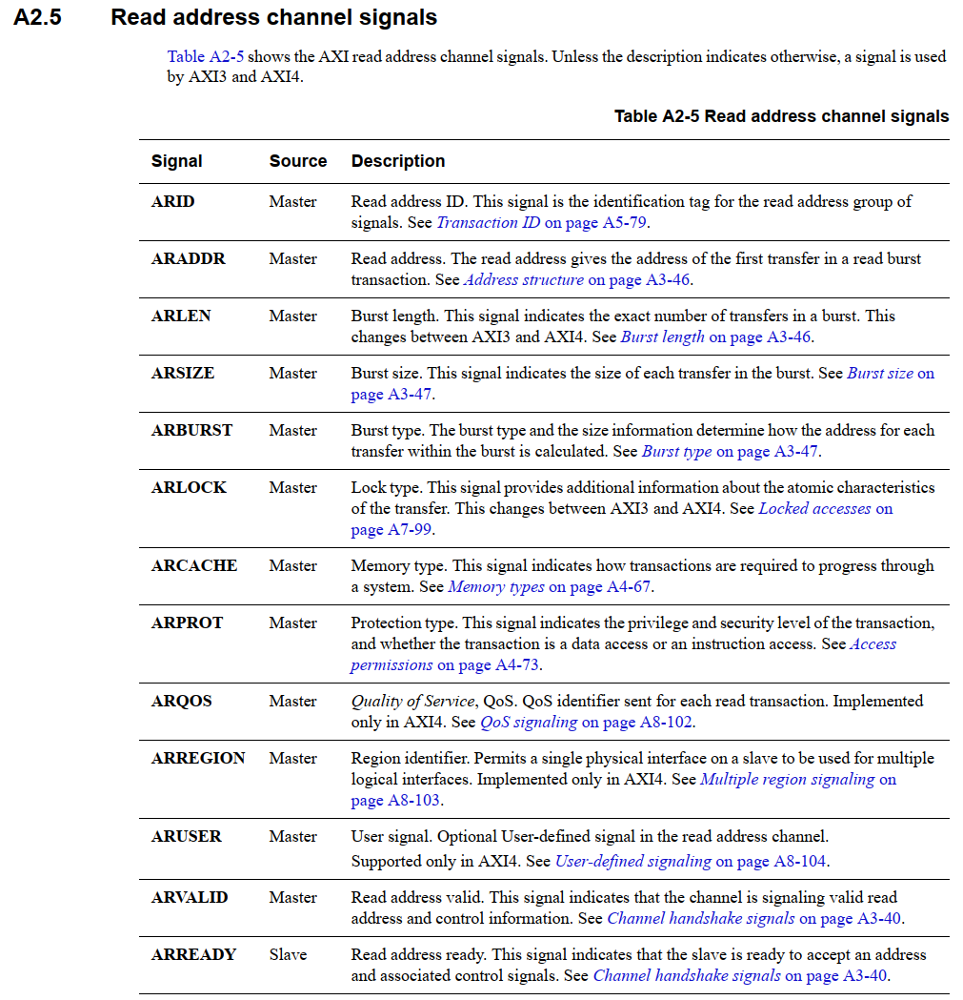 A2.5 Read address channel signals
Table A2-5 shows the AXI read address channel signals. Unless the description indicates otherwise, a signal is used
by AXI3 and AXI4.
Table A2-5 Read address channel signals
Signal Source Description
ARID Master Read address ID. This signal is the identification tag for the read address group of
signals. See Transaction ID on page A5-79.
ARADDR Master Read address. The read address gives the address of the first transfer in a read burst
transaction. See Address structure on page A3-46.
ARLEN Master Burst length. This signal indicates the exact number of transfers in a burst. This
changes between AXI3 and AXI4. See Burst length on page A3-46.
ARSIZE Master Burst size. This signal indicates the size of each transfer in the burst. See Burst size on
page A3-47.
ARBURST Master Burst type. The burst type and the size information determine how the address for each
transfer within the burst is calculated. See Burst type on page A3-47.
ARLOCK Master Lock type. This signal provides additional information about the atomic characteristics
of the transfer. This changes between AXI3 and AXI4. See Locked accesses on
page A7-99.
ARCACHE Master Memory type. This signal indicates how transactions are required to progress through
a system. See Memory types on page A4-67.
ARPROT Master Protection type. This signal indicates the privilege and security level of the transaction,
and whether the transaction is a data access or an instruction access. See Access
permissions on page A4-73.
ARQOS Master Quality of Service, QoS. QoS identifier sent for each read transaction. Implemented
only in AXI4. See QoS signaling on page A8-102.
ARREGION Master Region identifier. Permits a single physical interface on a slave to be used for multiple
logical interfaces. Implemented only in AXI4. See Multiple region signaling on
page A8-103.
ARUSER Master User signal. Optional User-defined signal in the read address channel.
Supported only in AXI4. See User-defined signaling on page A8-104.
ARVALID Master Read address valid. This signal indicates that the channel is signaling valid read
address and control information. See Channel handshake signals on page A3-40.
ARREADY Slave Read address ready. This signal indicates that the slave is ready to accept an address
and associated control signals. See Channel handshake signals on page A3-40.